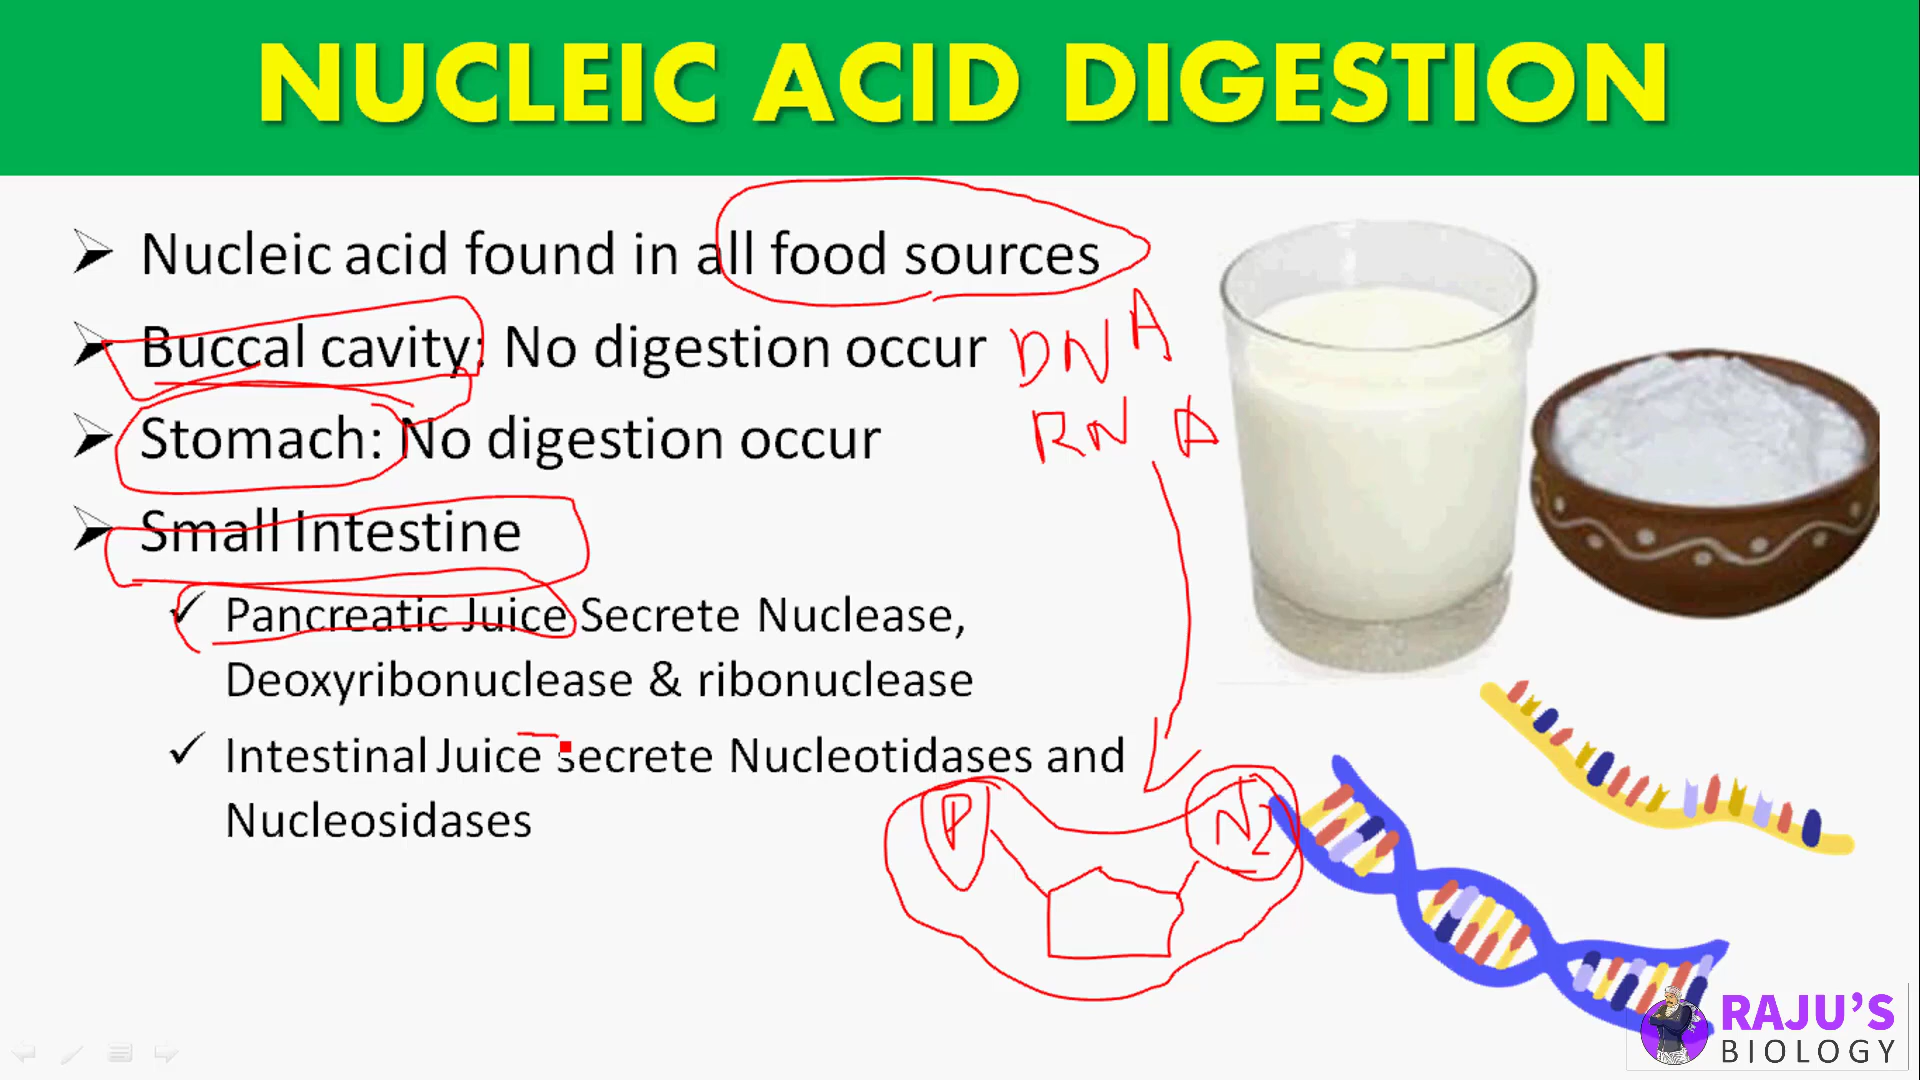 NUCLEIC ACID DIGESTION
Nucleic acid found in all food sources
Buccal cavity: No digestion occur
DNA
Stomach: No digestion occur
RNA
Small Intestine
Pancreatic Juice Secrete Nuclease,
Deoxyribonuclease & ribonuclease
Intestinal Juice secrete Nucleotidases and
Nucleosidases
P
N2
RAJU'S
BIOLOGY